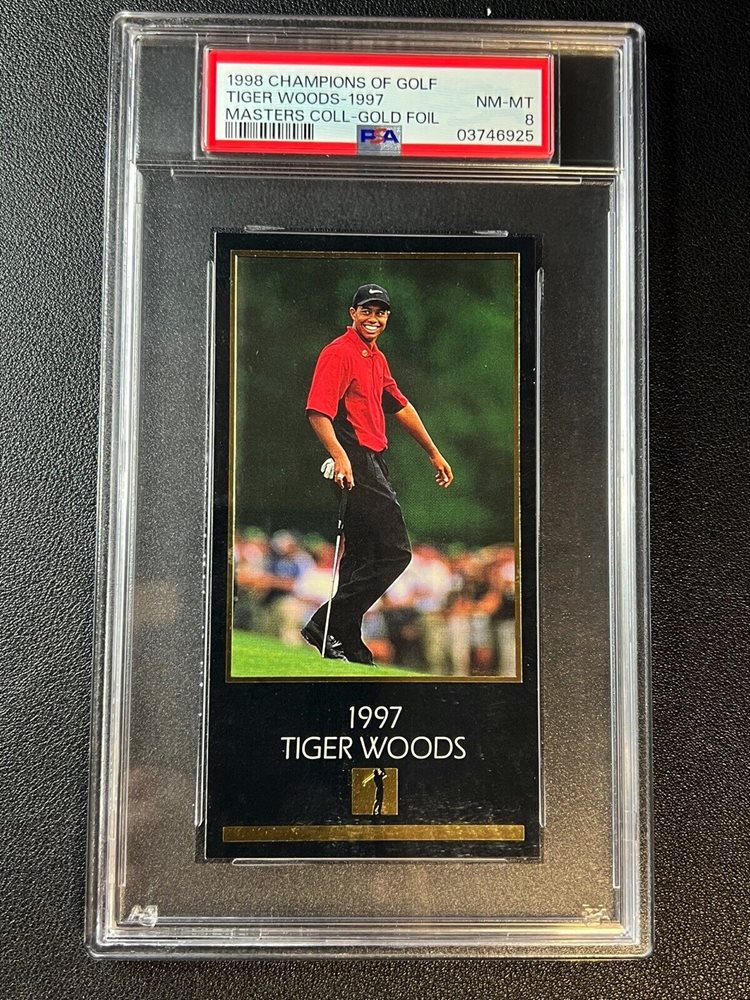 1998 CHAMPIONS OF GOLF
TIGER WOODS-1997 NM-MT
MASTERS COLL-GOLD FOIL 8
PSA 03746925
1997
TIGER WOODS